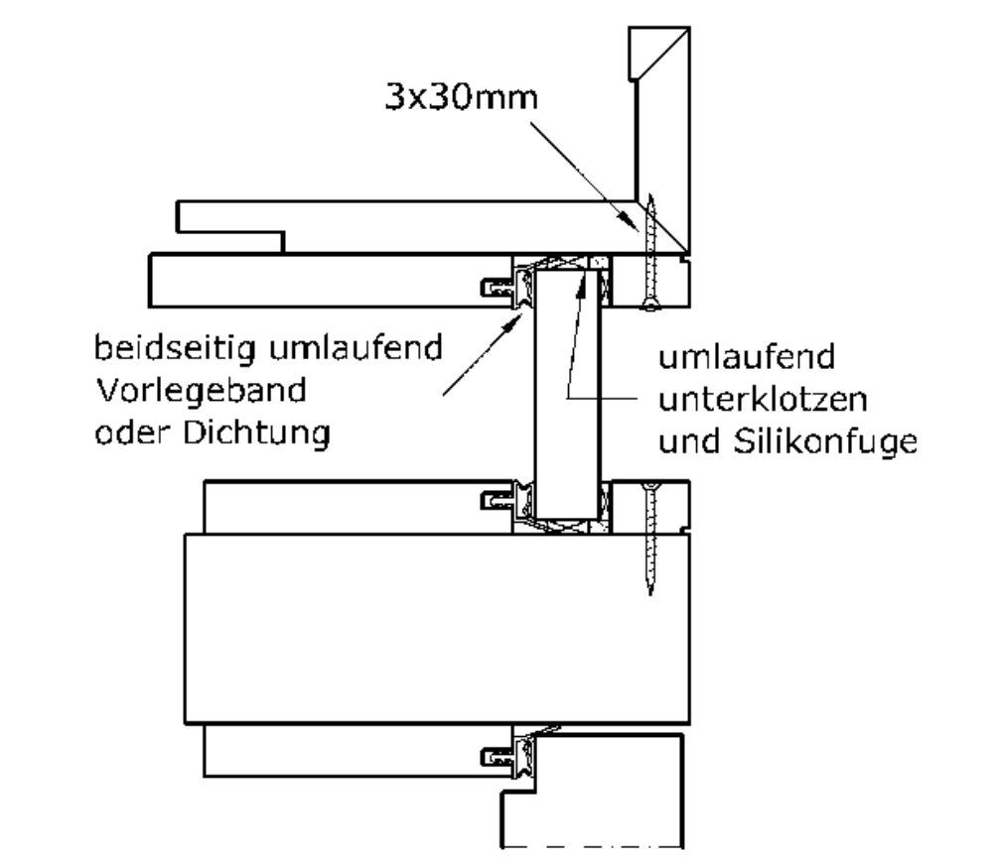 3x30mm
beidseitig umlaufend
Vorlegeband
oder Dichtung
umlaufend
unterklotzen
und Silikonfuge